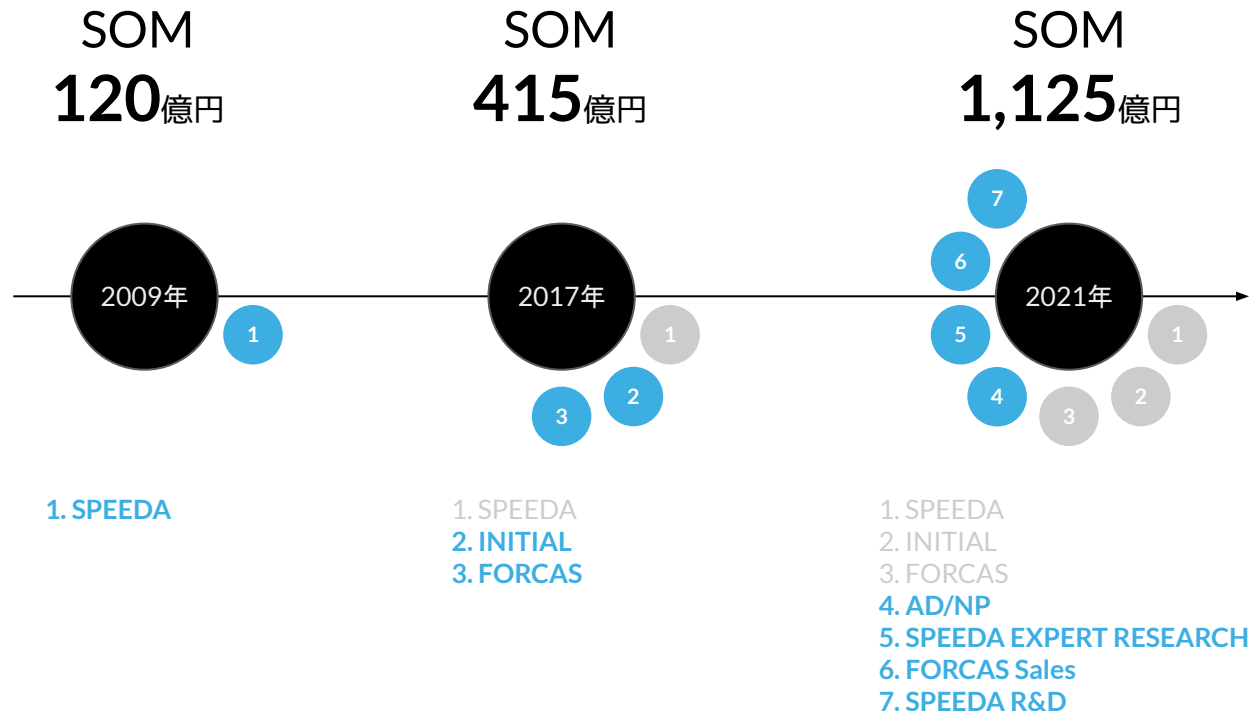 SOM
120億円
SOM
415億円
SOM
1,125億円
2009年
1
2017年
1
2
3
2021年
1
2
3
4
5
6
7
1. SPEEDA
1. SPEEDA
2. INITIAL
3. FORCAS
1. SPEEDA
2. INITIAL
3. FORCAS
4. AD/NP
5. SPEEDA EXPERT RESEARCH
6. FORCAS Sales
7. SPEEDA R&D